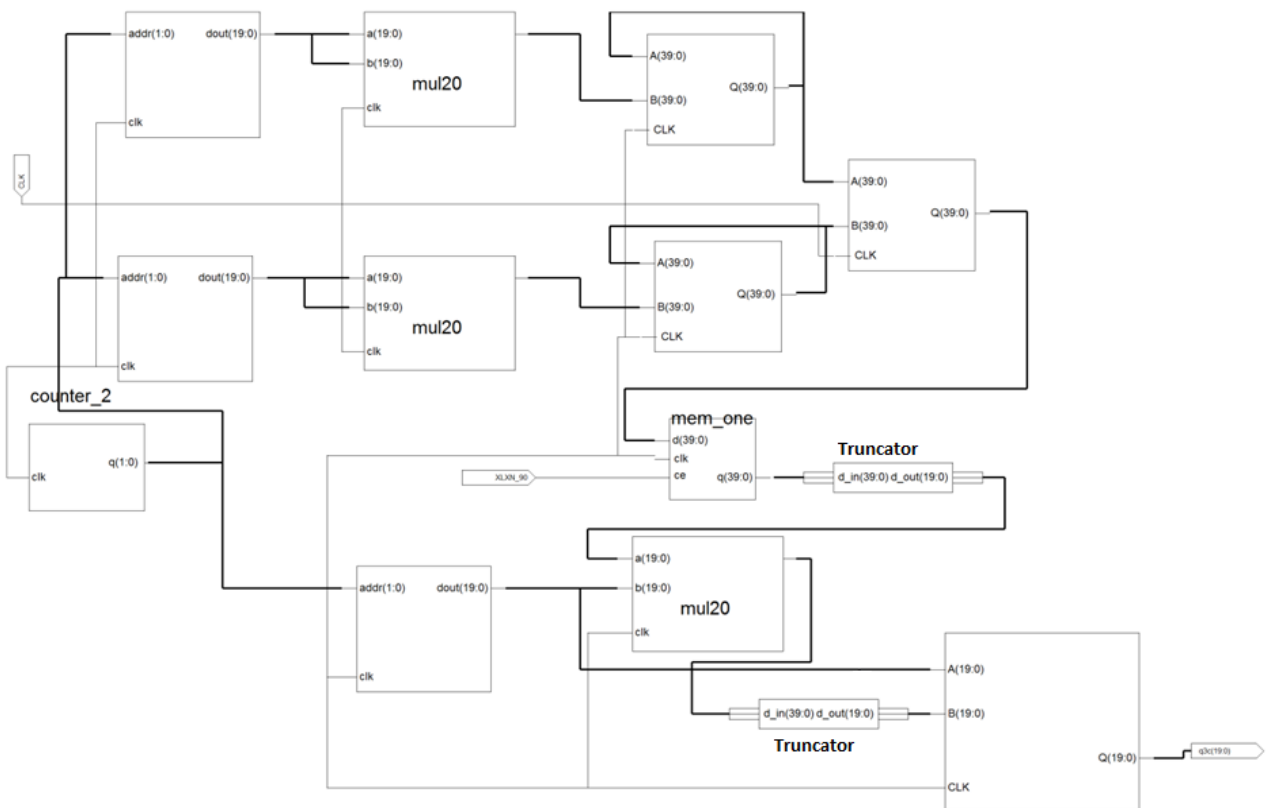 addr(1:0) dout(19:0)
clk
a(19:0)
b(19:0)
mul20
clk
A(39:0)
B(39:0)
Q(39:0)
CLK
CLK
A(39:0)
B(39:0)
Q(39:0)
CLK
addr(1:0) dout(19:0)
clk
a(19:0)
b(19:0)
mul20
clk
A(39:0)
B(39:0)
Q(39:0)
CLK
counter_2
q(1:0)
clk
mem_one
d(39:0)
clk
ce
q(39:0)
XLXN_90
Truncator
d_in(39:0) d_out(19:0)
addr(1:0) dout(19:0)
clk
a(19:0)
b(19:0)
mul20
clk
A(19:0)
B(19:0)
Q(19:0)
CLK
d_in(39:0) d_out(19:0)
Truncator
q3c(19:0)